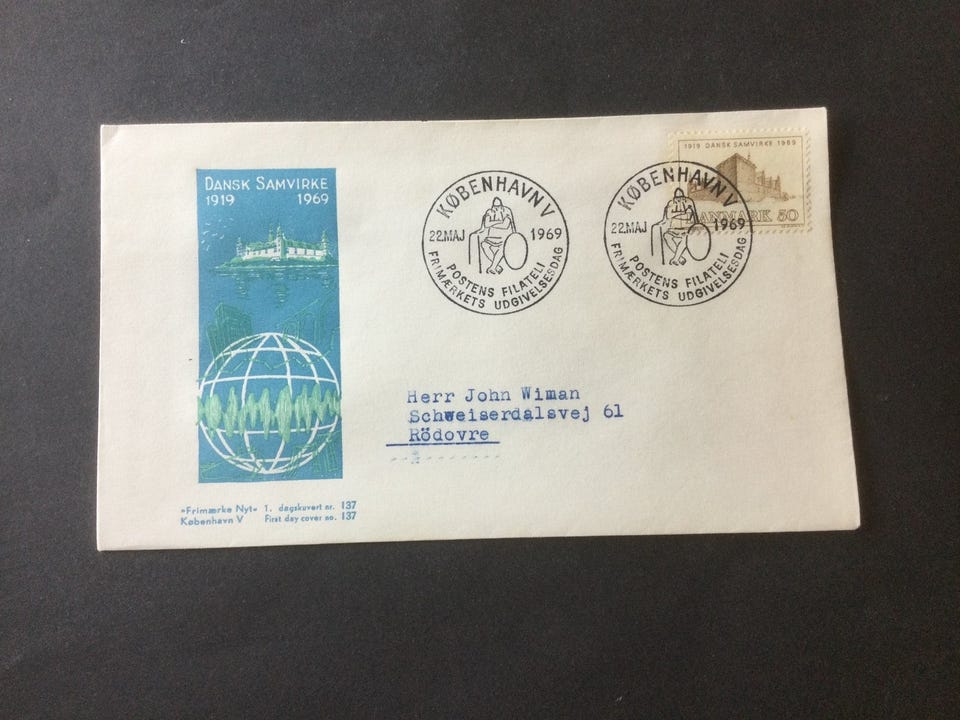 DANSK SAMVIRKE
1919 1969
KØBENHAVN V
22.MAJ 1969
POSTENS FILATELI
FRIMÆRKETS UDGIVELSESDAG
KØBENHAVN V
22.MAJ 1969
POSTENS FILATELI
FRIMÆRKETS UDGIVELSESDAG
1919 DANSK SAMVIRKE 1969
DANMARK 50
Herr John Wiman
Schweiserdalsvej 61
Rödovre
»Frimærke Nyt« 1. dagskuvert nr. 137
København V First day cover no. 137